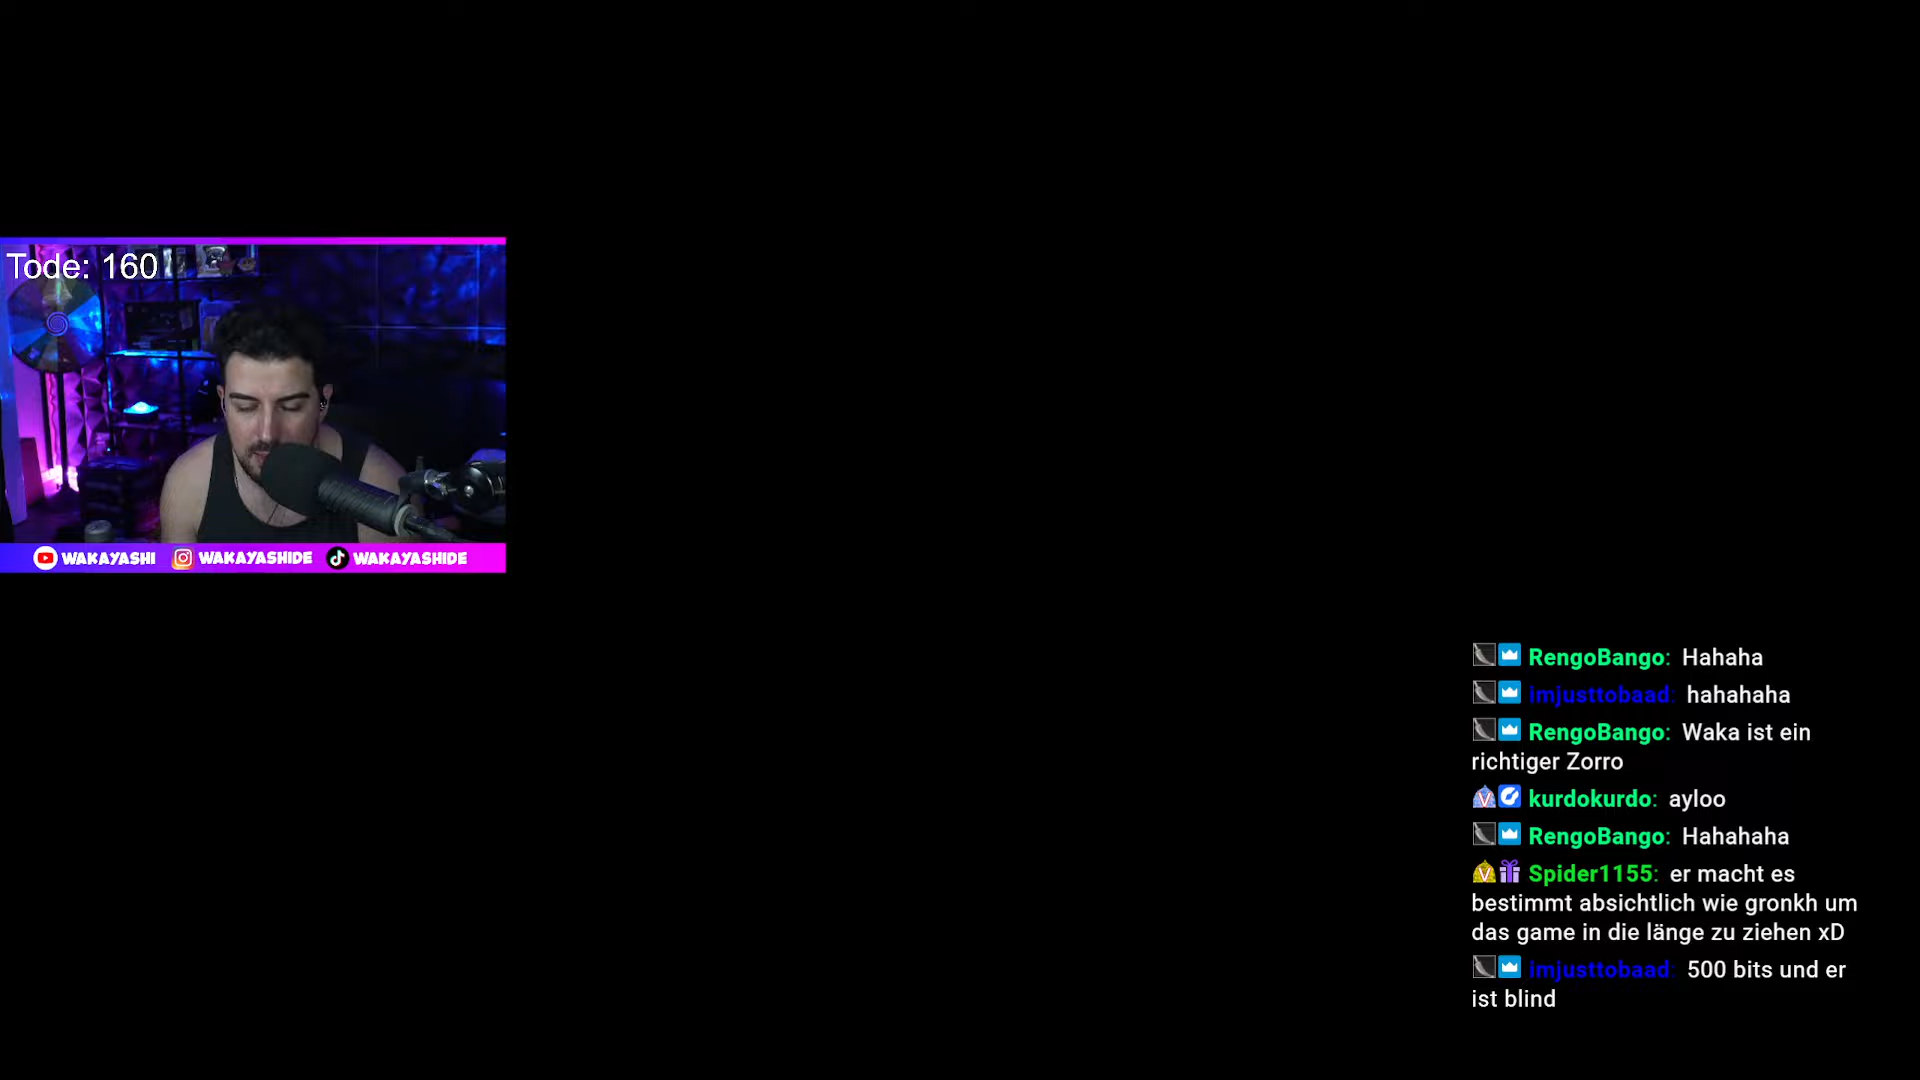 Tode: 160
WAKAYASHI WAKAYASHIDE WAKAYASHIDE
RengoBango: Hahaha
imjusttobaad: hahahaha
RengoBango: Waka ist ein
richtiger Zorro
kurdokurdo: ayloo
RengoBango: Hahahaha
Spider1155: er macht es
bestimmt absichtlich wie gronkh um
das game in die länge zu ziehen xD
imjusttobaad: 500 bits und er
ist blind